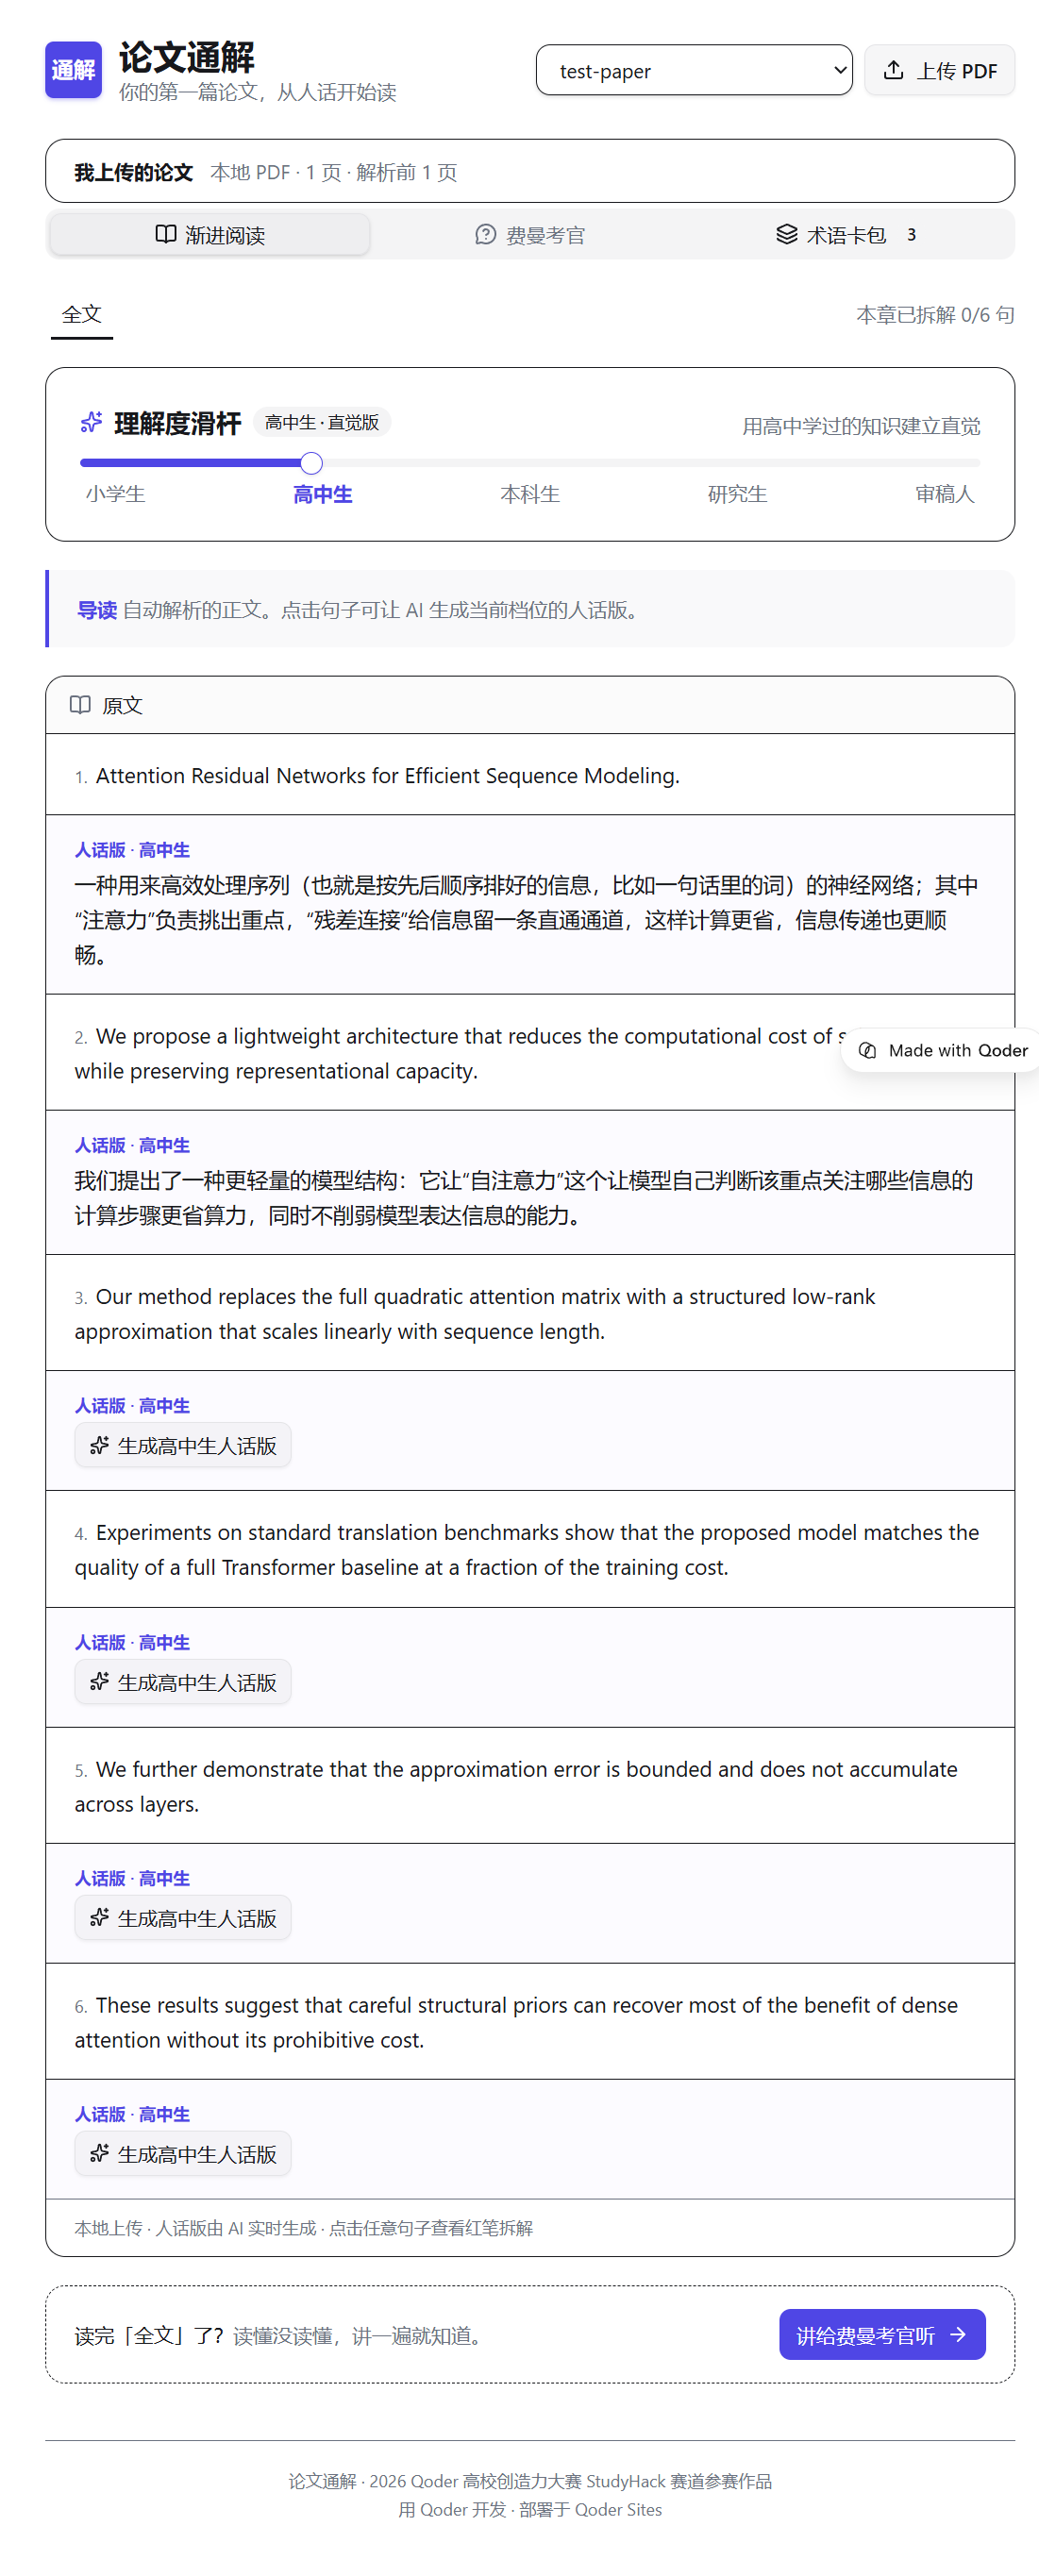 通解
论文通解
你的第一篇论文，从人话开始读
test-paper
上传 PDF
我上传的论文 本地 PDF · 1 页 · 解析前 1 页
渐进阅读
费曼考官
术语卡包 3
全文
本章已拆解 0/6 句
理解度滑杆 高中生 · 直觉版
用高中学过的知识建立直觉
小学生 高中生 本科生 研究生 审稿人
导读 自动解析的正文。点击句子可让 AI 生成当前档位的人话版。
原文
1. Attention Residual Networks for Efficient Sequence Modeling.
人话版 · 高中生
一种用来高效处理序列（也就是按先后顺序排好的信息，比如一句话里的词）的神经网络；其中
“注意力”负责挑出重点，“残差连接”给信息留一条直通通道，这样计算更省，信息传递也更顺
畅。
2. We propose a lightweight architecture that reduces the computational cost of
Made with Qoder
while preserving representational capacity.
人话版 · 高中生
我们提出了一种更轻量的模型结构：它让“自注意力”这个让模型自己判断该重点关注哪些信息的
计算步骤更省算力，同时不削弱模型表达信息的能力。
3. Our method replaces the full quadratic attention matrix with a structured low-rank
approximation that scales linearly with sequence length.
人话版 · 高中生
生成高中生人话版
4. Experiments on standard translation benchmarks show that the proposed model matches the
quality of a full Transformer baseline at a fraction of the training cost.
人话版 · 高中生
生成高中生人话版
5. We further demonstrate that the approximation error is bounded and does not accumulate
across layers.
人话版 · 高中生
生成高中生人话版
6. These results suggest that careful structural priors can recover most of the benefit of dense
attention without its prohibitive cost.
人话版 · 高中生
生成高中生人话版
本地上传 · 人话版由 AI 实时生成 · 点击任意句子查看红笔拆解
读完「全文」了？读懂没读懂，讲一遍就知道。
讲给费曼考官听
论文通解 · 2026 Qoder 高校创造力大赛 StudyHack 赛道参赛作品
用 Qoder 开发 · 部署于 Qoder Sites